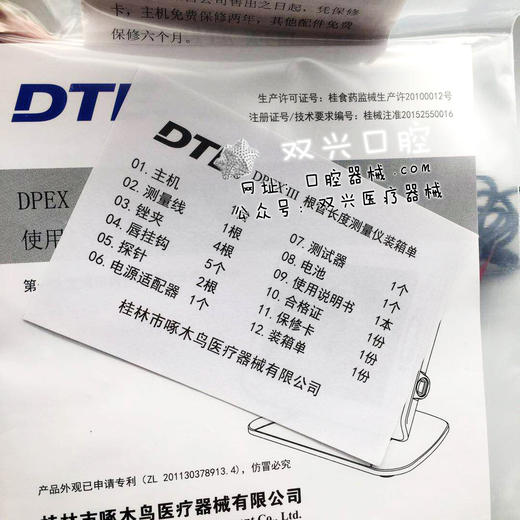 卡，主机免费保修两年，其他配件免费
保修六个月。
生产许可证号：桂食药监械生产许20100012号
注册证号/技术要求编号：桂械注准20152550016
DTE
双兴口腔
网址：口腔器械.com
公众号：双兴医疗器械
DPEX
使用
第一
DTE
DPEX III 根管长度测量仪装箱单
01. 主机
02. 测量线 1根
03. 锉夹 4根
04. 唇挂钩 5个
05. 探针 2根
06. 电源适配器 1个
07. 测试器 1个
08. 电池 1个
09. 使用说明书 1本
10. 合格证 1份
11. 保修卡 1份
12. 装箱单 1份
桂林市啄木鸟医疗器械有限公司
产品外观已申请专利（ZL 201130378913.4），仿冒必究
桂林市啄木鸟医疗器械有限公司
Co., Ltd.